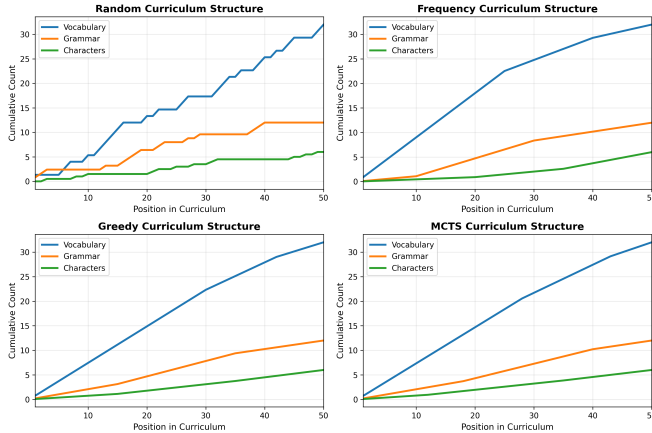 Random Curriculum Structure
Vocabulary
Grammar
Characters
Cumulative Count
30
25
20
15
10
5
0
10 20 30 40 50
Position in Curriculum
Frequency Curriculum Structure
Vocabulary
Grammar
Characters
Cumulative Count
30
25
20
15
10
5
0
10 20 30 40 5
Position in Curriculum
Greedy Curriculum Structure
Vocabulary
Grammar
Characters
Cumulative Count
30
25
20
15
10
5
0
10 20 30 40 50
Position in Curriculum
MCTS Curriculum Structure
Vocabulary
Grammar
Characters
Cumulative Count
30
25
20
15
10
5
0
10 20 30 40 5
Position in Curriculum